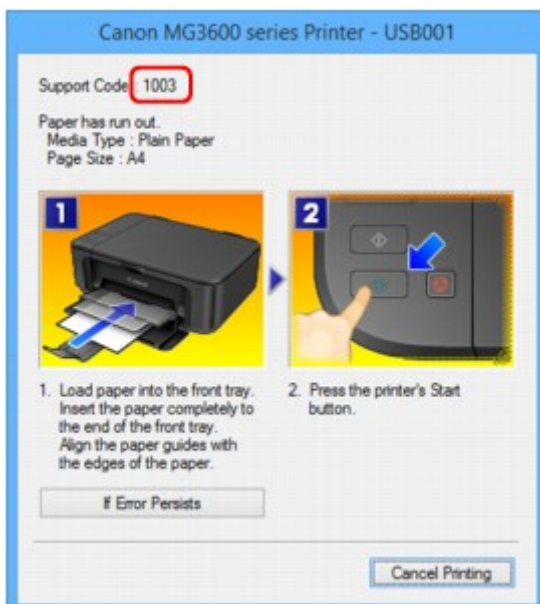 Canon MG3600 series Printer - USB001
Support Code : 1003
Paper has run out.
Media Type : Plain Paper
Page Size : A4
1
2
1. Load paper into the front tray.
Insert the paper completely to
the end of the front tray.
Align the paper guides with
the edges of the paper.
2. Press the printer's Start
button.
If Error Persists
Cancel Printing